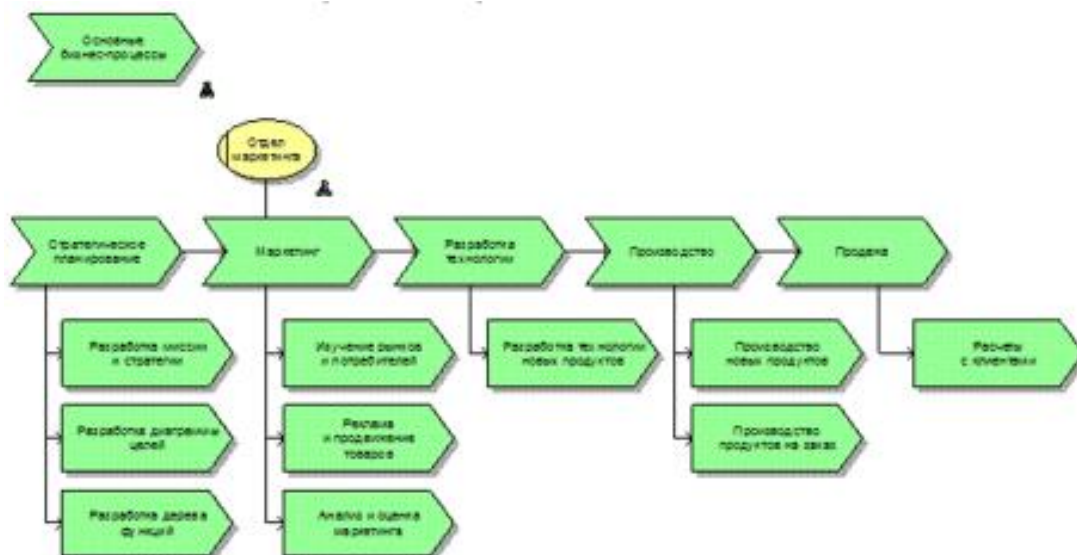 Основные
бизнес-процессы
Отдел
маркетинга
Стратегическое
планирование
Маркетинг
Разработка
технологии
Производство
Продажа
Разработка миссии
и стратегии
Изучение рынков
и потребителей
Разработка технологии
новых продуктов
Производство
новых продуктов
Расчеты
с клиентами
Разработка диаграммы
целей
Реклама
и продвижение
товаров
Производство
продуктов на заказ
Разработка дерева
функций
Анализ и оценка
маркетинга